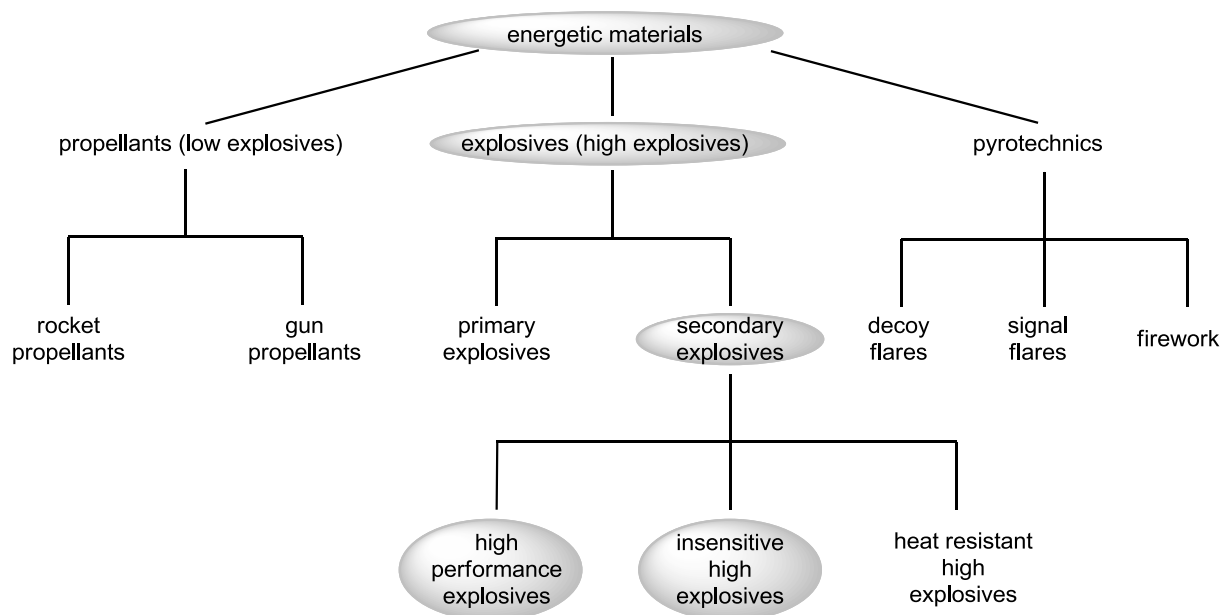 energetic materials
propellants (low explosives)
explosives (high explosives)
pyrotechnics
rocket
propellants
gun
propellants
primary
explosives
secondary
explosives
decoy
flares
signal
flares
firework
high
performance
explosives
insensitive
high
explosives
heat resistant
high
explosives